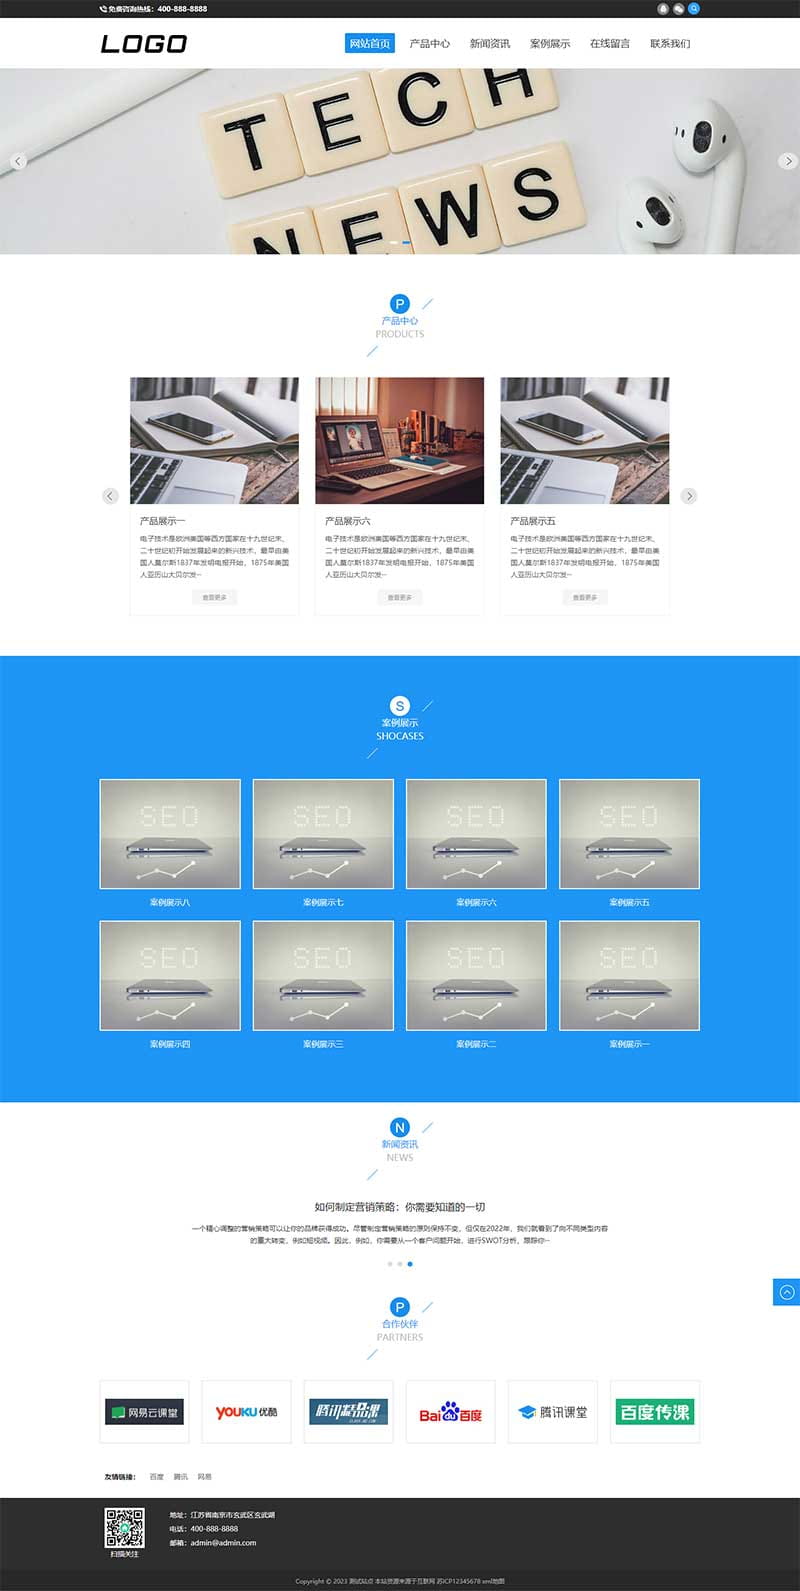 免费咨询热线：400-888-8888
LOGO
网站首页 产品中心 新闻资讯 案例展示 在线留言 联系我们
TECH
NEWS
P
产品中心
PRODUCTS
产品展示一 产品展示六 产品展示五
电子技术是欧洲美国等西方国家在十九世纪末、 电子技术是欧洲美国等西方国家在十九世纪末、 电子技术是欧洲美国等西方国家在十九世纪末、
二十世纪初开始发展起来的新兴技术，最早由美 二十世纪初开始发展起来的新兴技术，最早由美 二十世纪初开始发展起来的新兴技术，最早由美
国人莫尔斯1837年发明电报开始，1875年美国 国人莫尔斯1837年发明电报开始，1875年美国 国人莫尔斯1837年发明电报开始，1875年美国
人亚历山大贝尔发··· 人亚历山大贝尔发··· 人亚历山大贝尔发···
查看更多 查看更多 查看更多
S
案例展示
SHOCASES
SEO SEO SEO SEO
案例展示八 案例展示七 案例展示六 案例展示五
SEO SEO SEO SEO
案例展示四 案例展示三 案例展示二 案例展示一
N
新闻资讯
NEWS
如何制定营销策略：你需要知道的一切
一个精心调整的营销策略可以让你的品牌获得成功。尽管制定营销策略的原则保持不变，但仅在2022年，我们就看到了向不同类型内容
的重大转变，例如短视频。因此，例如，你需要从一个客户问题开始，进行SWOT分析，跟踪你···
P
合作伙伴
PARTNERS
网易云课堂 YOUKU优酷 腾讯精品课 Bai du 百度 腾讯课堂 百度传课
友情链接： 百度 腾讯 网易
地址：江苏省南京市玄武区玄武湖
电话：400-888-8888
邮箱：admin@admin.com
扫描关注
Copyright © 2023 测试站点 本站资源来源于互联网 苏ICP12345678 xml地图